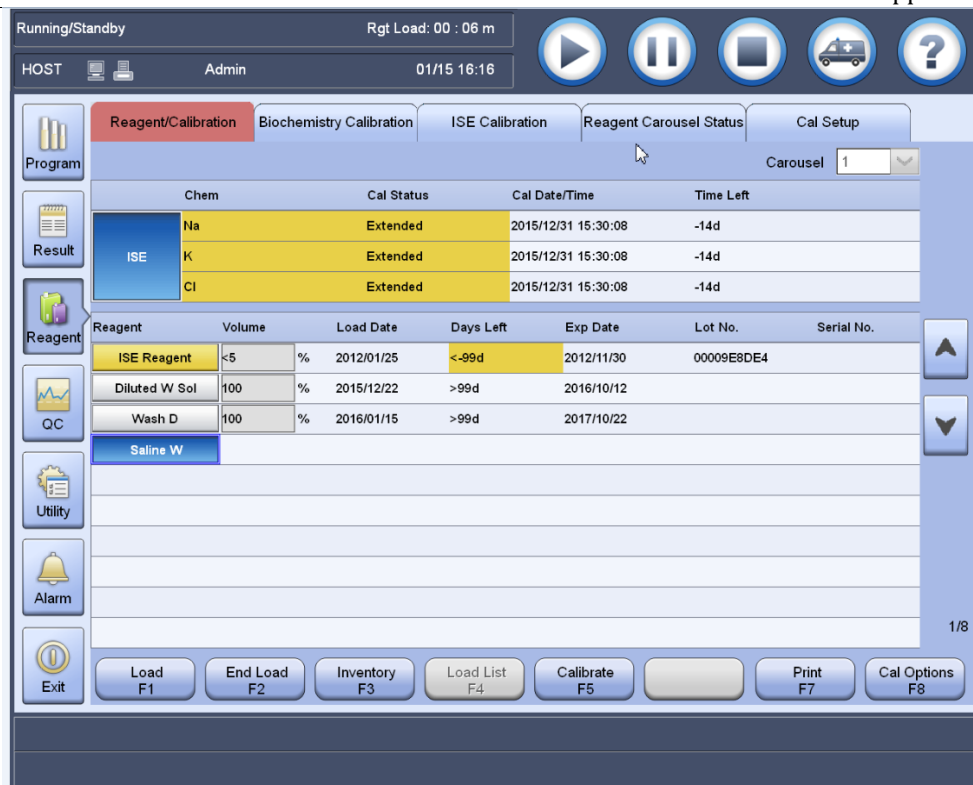 Running/Standby Rgt Load: 00 : 06 m
HOST Admin 01/15 16:16
?
Program
Result
Reagent
QC
Utility
Alarm
Exit
Reagent/Calibration Biochemistry Calibration ISE Calibration Reagent Carousel Status Cal Setup
Carousel 1
Chem Cal Status Cal Date/Time Time Left
ISE
Na Extended 2015/12/31 15:30:08 -14d
K Extended 2015/12/31 15:30:08 -14d
Cl Extended 2015/12/31 15:30:08 -14d
Reagent Volume Load Date Days Left Exp Date Lot No. Serial No.
ISE Reagent <5 % 2012/01/25 <-99d 2012/11/30 00009E8DE4
Diluted W Sol 100 % 2015/12/22 >99d 2016/10/12
Wash D 100 % 2016/01/15 >99d 2017/10/22
Saline W
1/8
Load F1
End Load F2
Inventory F3
Load List F4
Calibrate F5
Print F7
Cal Options F8